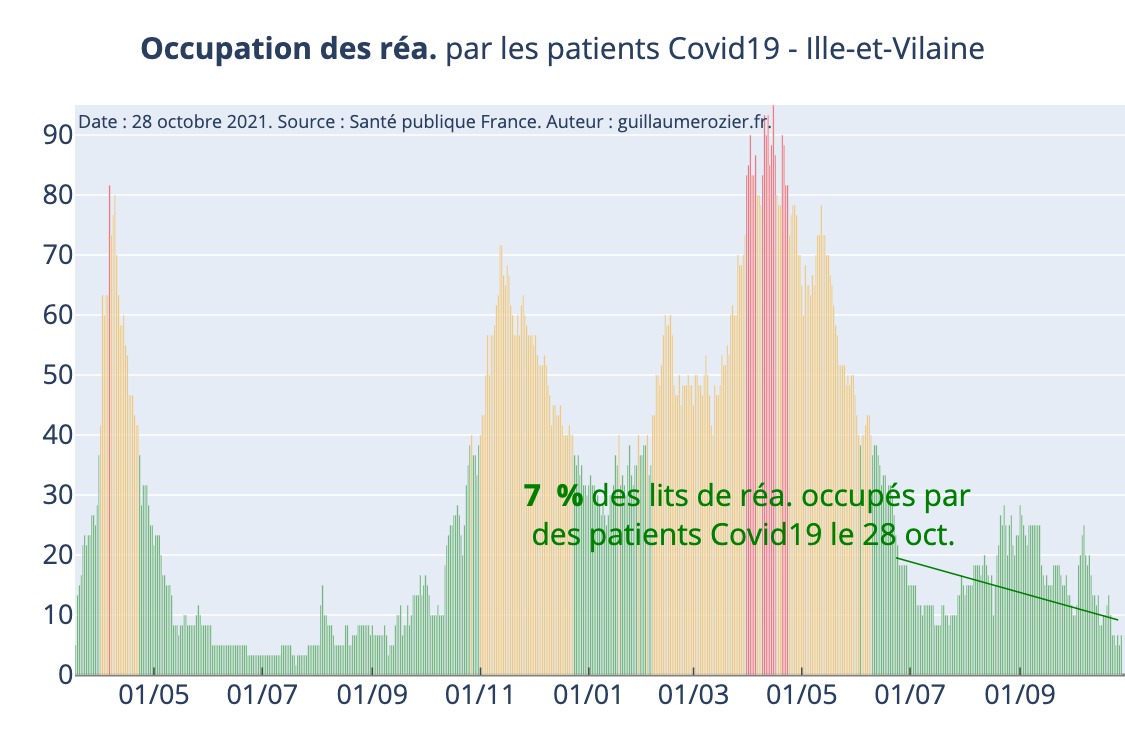 Occupation des réa. par les patients Covid19 - Ille-et-Vilaine
Date : 28 octobre 2021. Source : Santé publique France. Auteur : guillaumerozier.fr.
90
80
70
60
50
40
30
20
10
0
7 % des lits de réa. occupés par
des patients Covid19 le 28 oct.
01/05 01/07 01/09 01/11 01/01 01/03 01/05 01/07 01/09